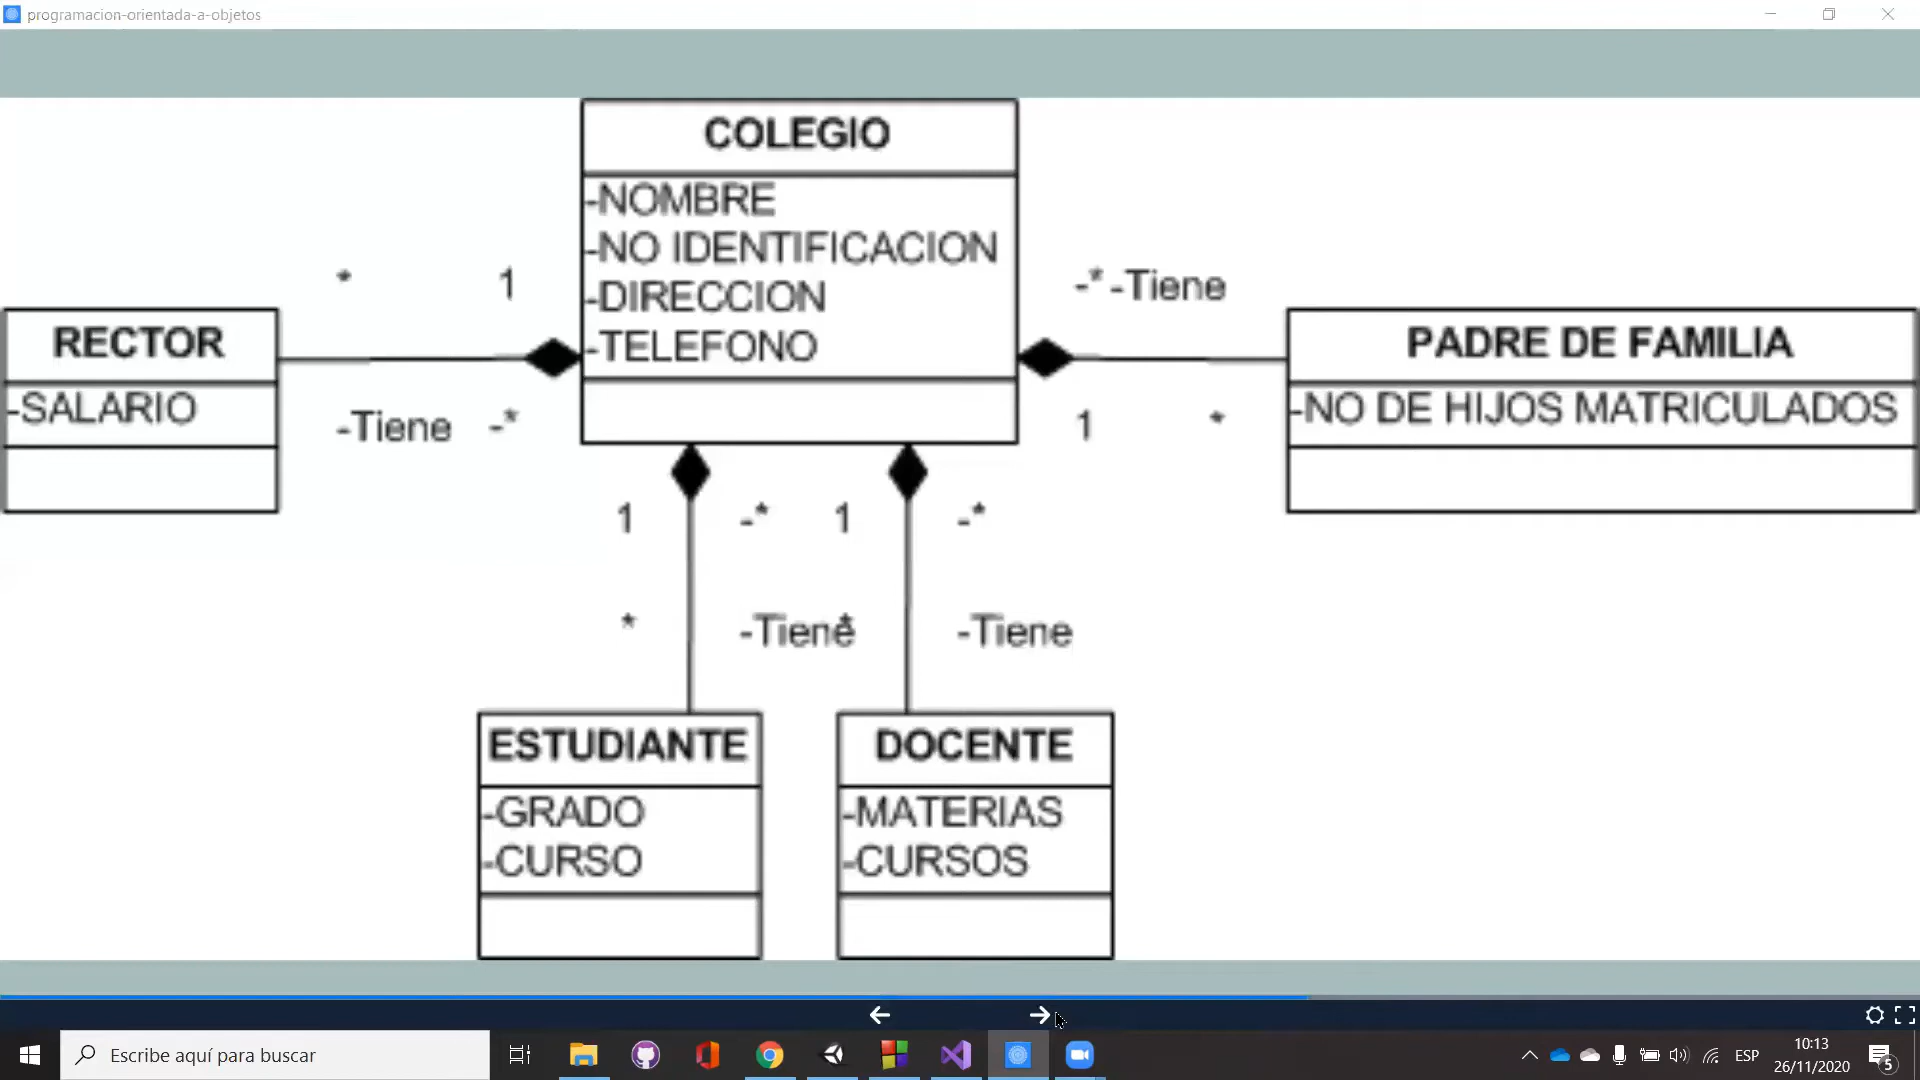 programacion-orientada-a-objetos
COLEGIO
-NOMBRE
-NO IDENTIFICACION
-DIRECCION
-TELEFONO
* 1
-Tiene -*
RECTOR
-SALARIO
-* -Tiene
1 *
PADRE DE FAMILIA
-NO DE HIJOS MATRICULADOS
1 -* 1 -*
* -Tiene * -Tiene
ESTUDIANTE
-GRADO
-CURSO
DOCENTE
-MATERIAS
-CURSOS
Escribe aquí para buscar
ESP
10:13
26/11/2020
5